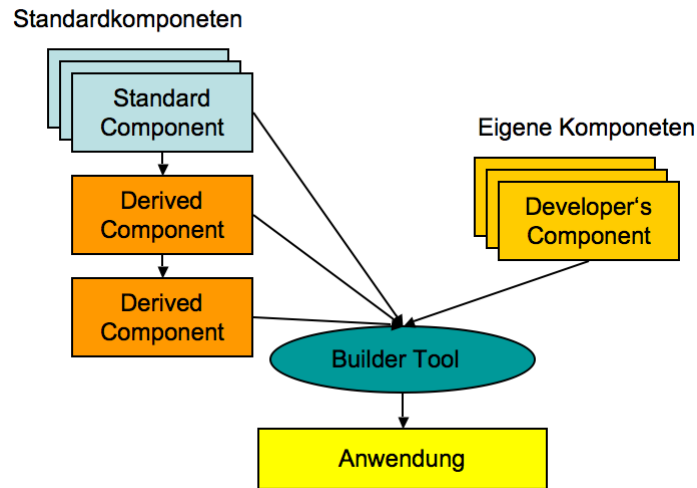 Standardkomponeten
Standard
Component
Eigene Komponeten
Derived
Component
Developer‘s
Component
Derived
Component
Builder Tool
Anwendung